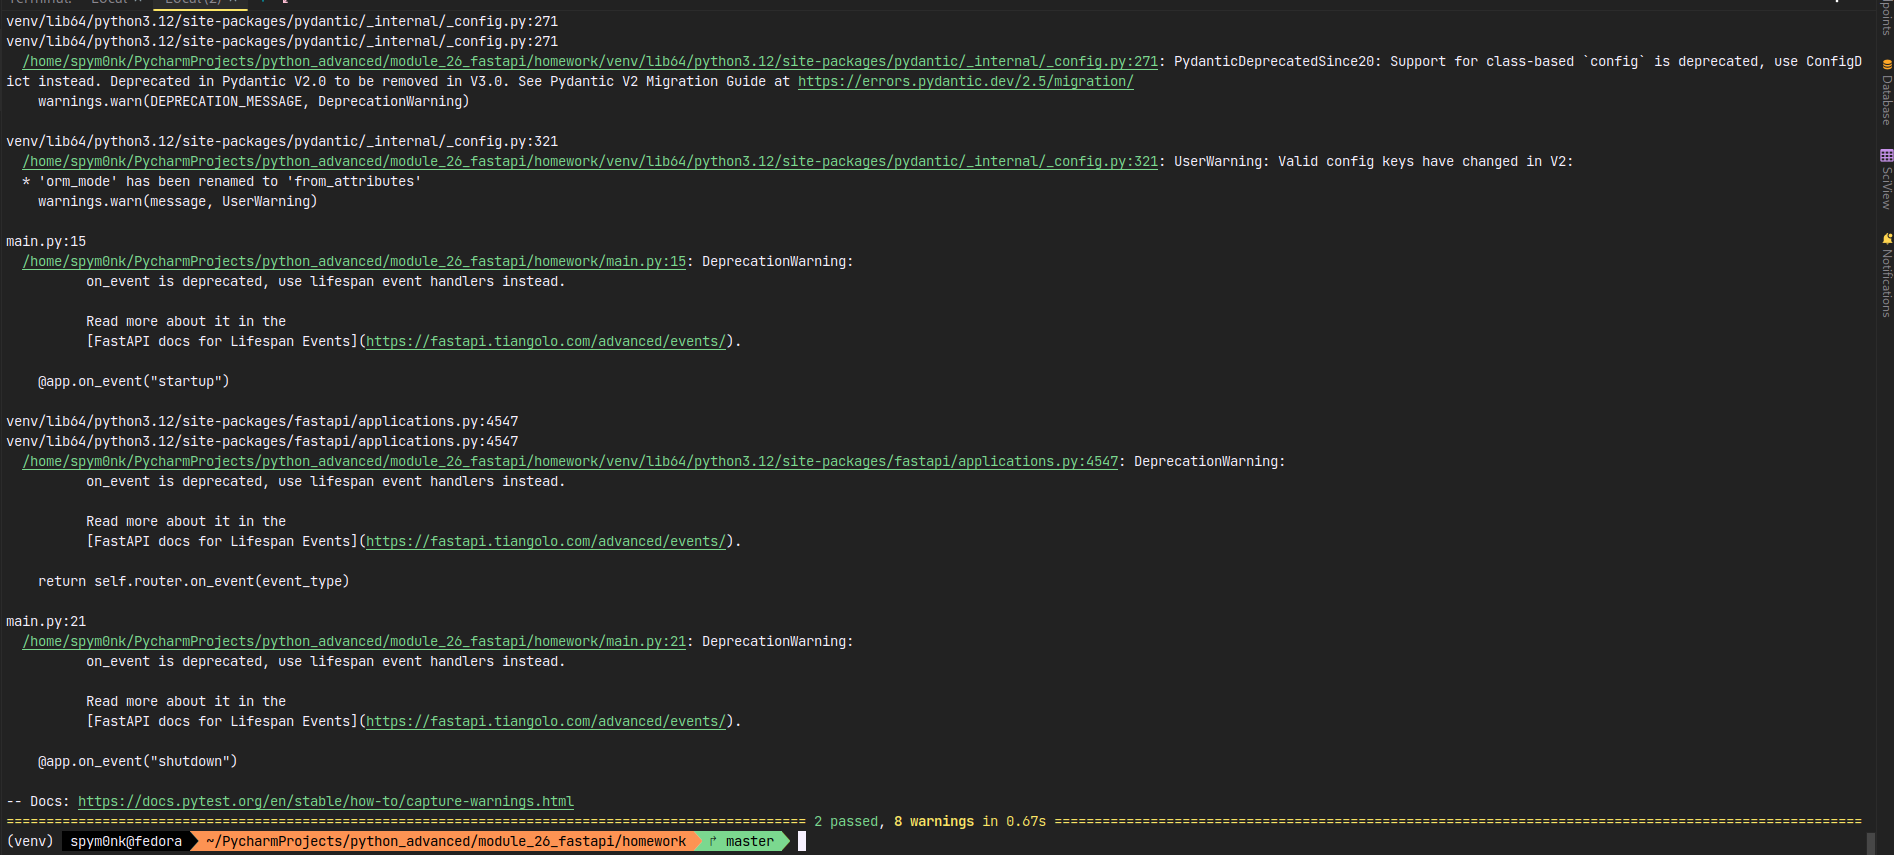 Terminal: Local × Local (2) ×
venv/lib64/python3.12/site-packages/pydantic/_internal/_config.py:271
venv/lib64/python3.12/site-packages/pydantic/_internal/_config.py:271
/home/spym0nk/PycharmProjects/python_advanced/module_26_fastapi/homework/venv/lib64/python3.12/site-packages/pydantic/_internal/_config.py:271: PydanticDeprecatedSince20: Support for class-based `config` is deprecated, use ConfigD
ict instead. Deprecated in Pydantic V2.0 to be removed in V3.0. See Pydantic V2 Migration Guide at https://errors.pydantic.dev/2.5/migration/
warnings.warn(DEPRECATION_MESSAGE, DeprecationWarning)
venv/lib64/python3.12/site-packages/pydantic/_internal/_config.py:321
/home/spym0nk/PycharmProjects/python_advanced/module_26_fastapi/homework/venv/lib64/python3.12/site-packages/pydantic/_internal/_config.py:321: UserWarning: Valid config keys have changed in V2:
* 'orm_mode' has been renamed to 'from_attributes'
warnings.warn(message, UserWarning)
main.py:15
/home/spym0nk/PycharmProjects/python_advanced/module_26_fastapi/homework/main.py:15: DeprecationWarning:
on_event is deprecated, use lifespan event handlers instead.
Read more about it in the
[FastAPI docs for Lifespan Events](https://fastapi.tiangolo.com/advanced/events/).
@app.on_event("startup")
venv/lib64/python3.12/site-packages/fastapi/applications.py:4547
venv/lib64/python3.12/site-packages/fastapi/applications.py:4547
/home/spym0nk/PycharmProjects/python_advanced/module_26_fastapi/homework/venv/lib64/python3.12/site-packages/fastapi/applications.py:4547: DeprecationWarning:
on_event is deprecated, use lifespan event handlers instead.
Read more about it in the
[FastAPI docs for Lifespan Events](https://fastapi.tiangolo.com/advanced/events/).
return self.router.on_event(event_type)
main.py:21
/home/spym0nk/PycharmProjects/python_advanced/module_26_fastapi/homework/main.py:21: DeprecationWarning:
on_event is deprecated, use lifespan event handlers instead.
Read more about it in the
[FastAPI docs for Lifespan Events](https://fastapi.tiangolo.com/advanced/events/).
@app.on_event("shutdown")
-- Docs: https://docs.pytest.org/en/stable/how-to/capture-warnings.html
2 passed, 8 warnings in 0.67s
(venv) spym0nk@fedora ~/PycharmProjects/python_advanced/module_26_fastapi/homework master
Database
SciView
Notifications